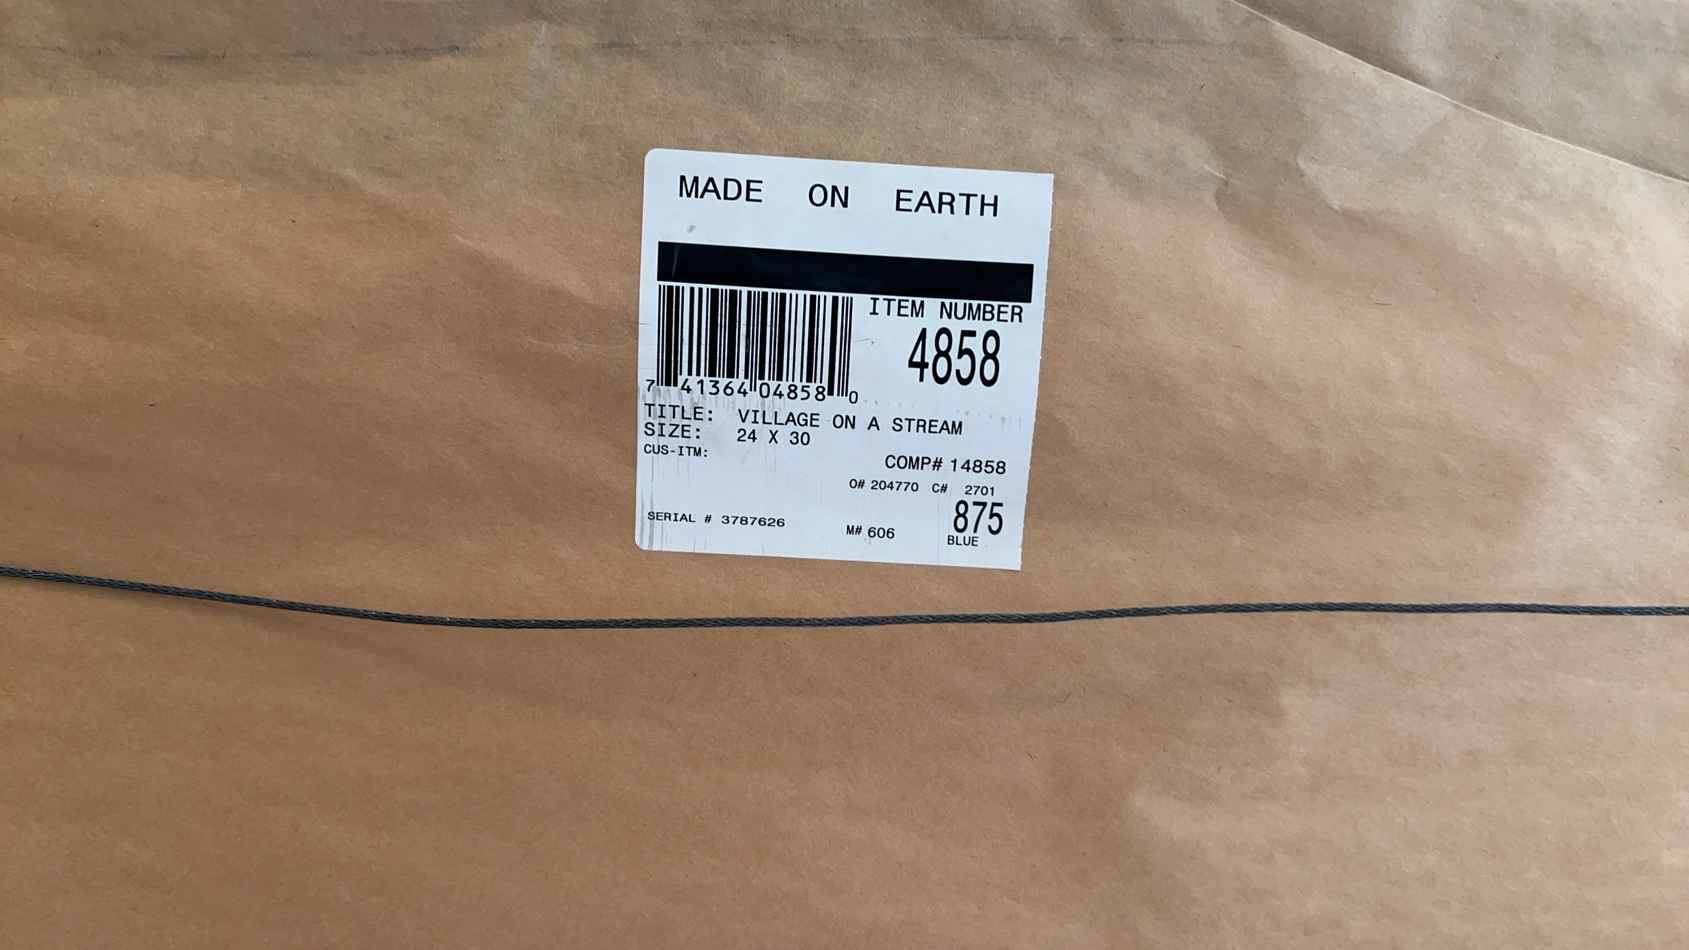 MADE ON EARTH
ITEM NUMBER
4858
7 41364 04858 0
TITLE: VILLAGE ON A STREAM
SIZE: 24 X 30
CUS-ITM:
COMP# 14858
O# 204770 C# 2701
875
SERIAL # 3787626 M# 606
BLUE